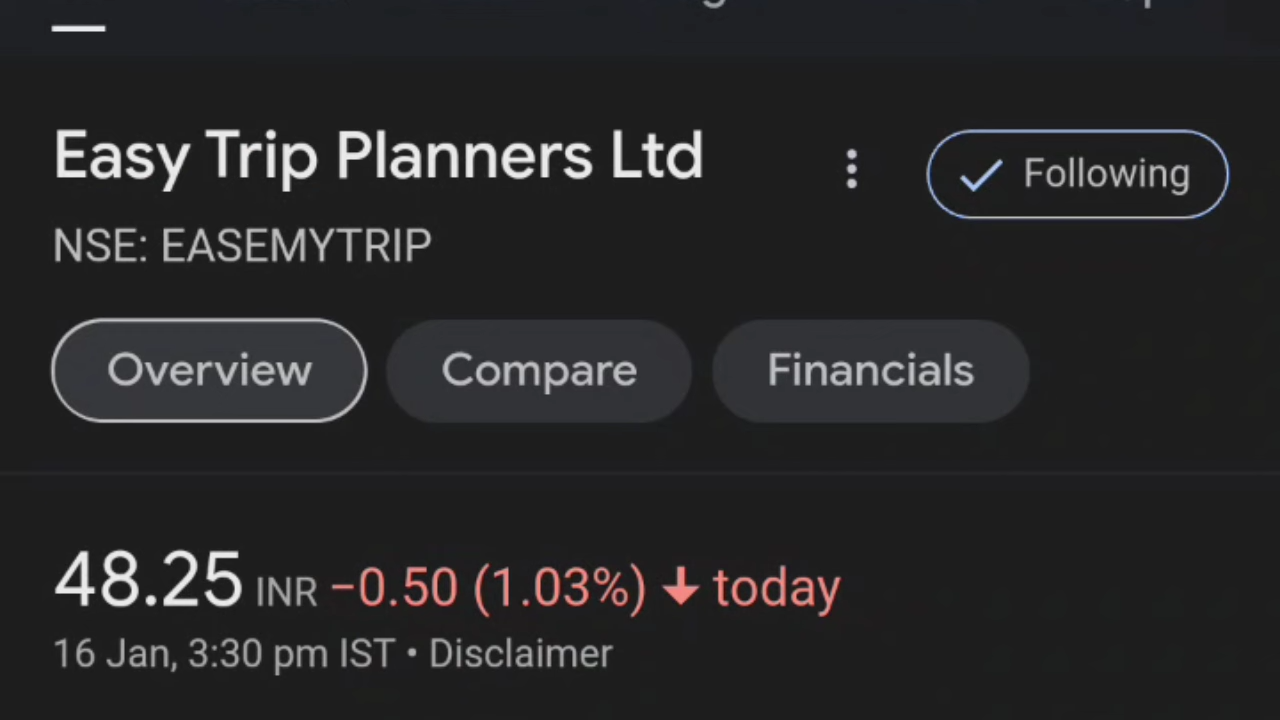 Easy Trip Planners Ltd
Following
NSE: EASEMYTRIP
Overview Compare Financials
48.25 INR −0.50 (1.03%) ↓ today
16 Jan, 3:30 pm IST • Disclaimer